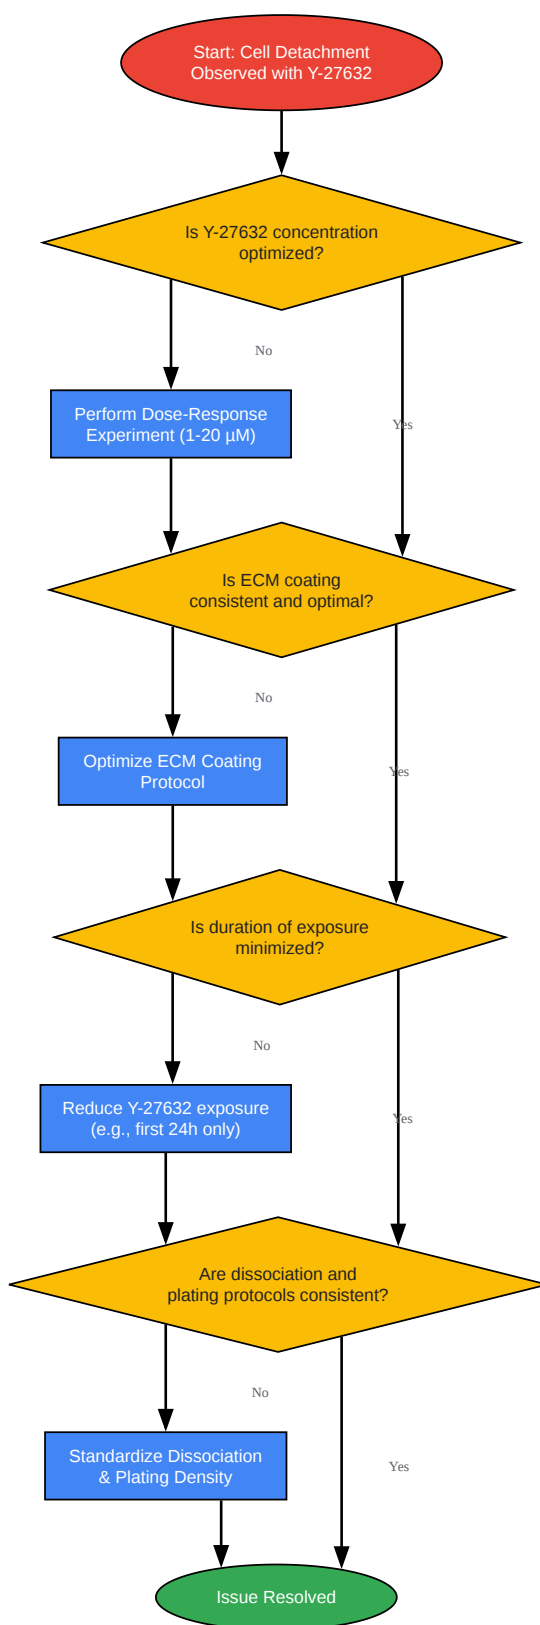 Start: Cell Detachment
Observed with Y-27632
Is Y-27632 concentration
optimized?
No
Perform Dose-Response
Experiment (1-20 µM)
Yes
Is ECM coating
consistent and optimal?
No
Optimize ECM Coating
Protocol
Yes
Is duration of exposure
minimized?
No
Reduce Y-27632 exposure
(e.g., first 24h only)
Yes
Are dissociation and
plating protocols consistent?
No
Standardize Dissociation
& Plating Density
Yes
Issue Resolved